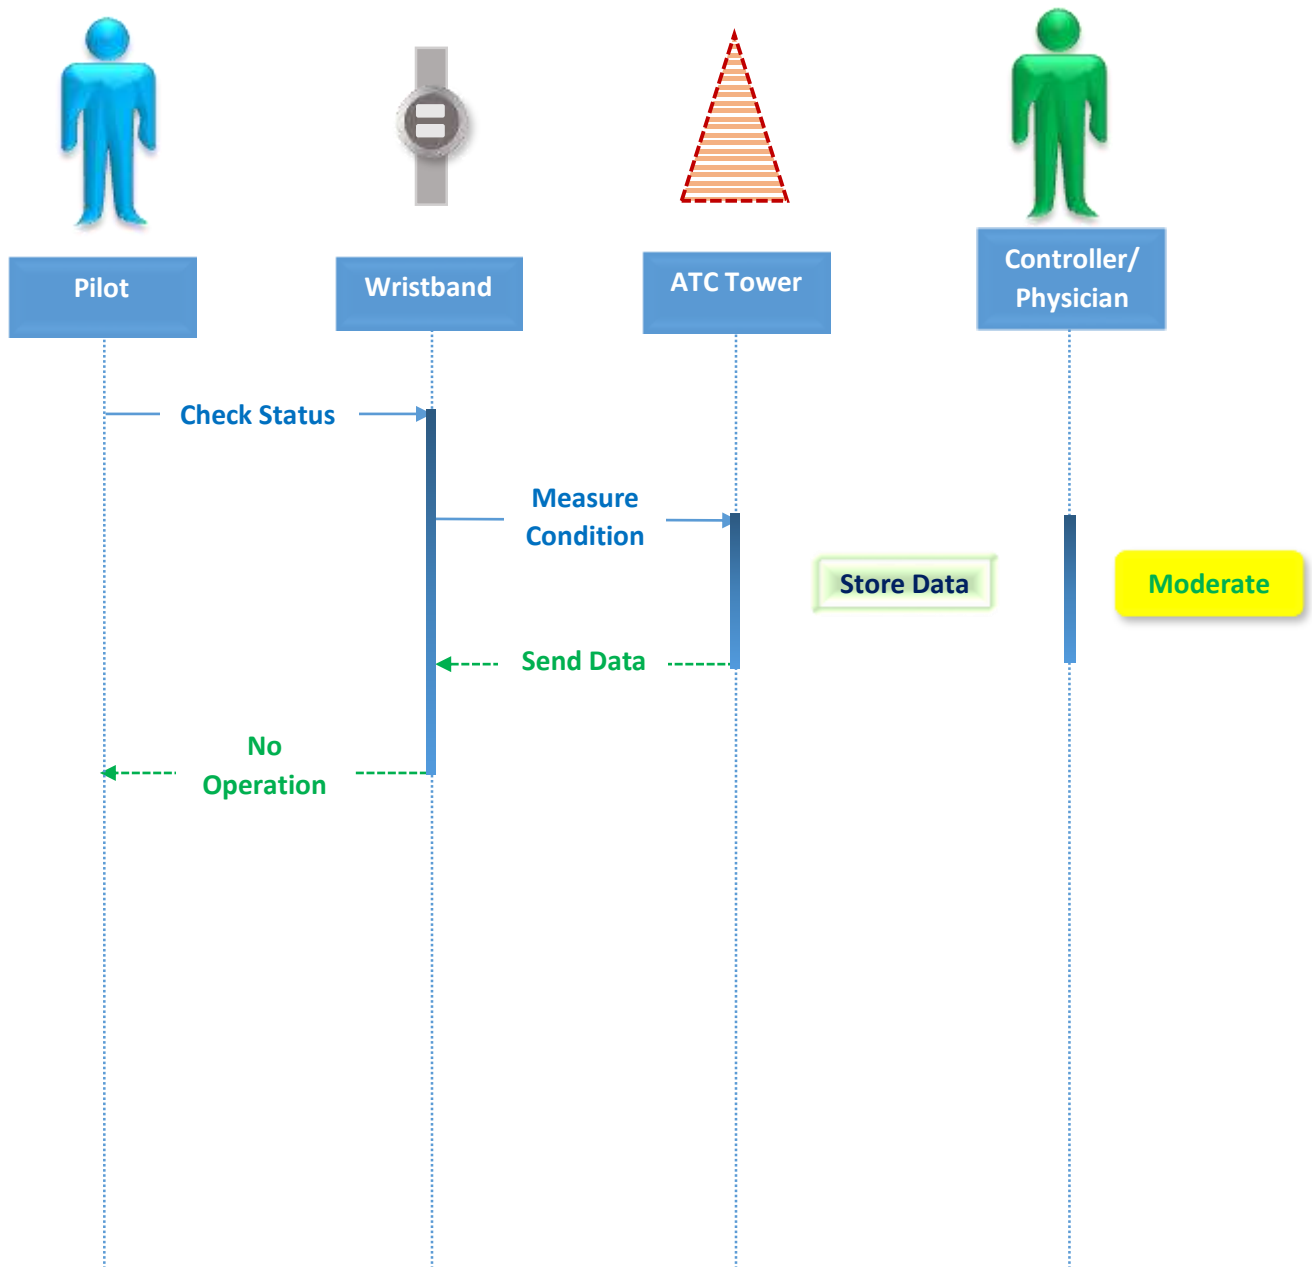 Pilot
Wristband
ATC Tower
Controller/
Physician
Check Status
Measure
Condition
Store Data
Moderate
Send Data
No
Operation